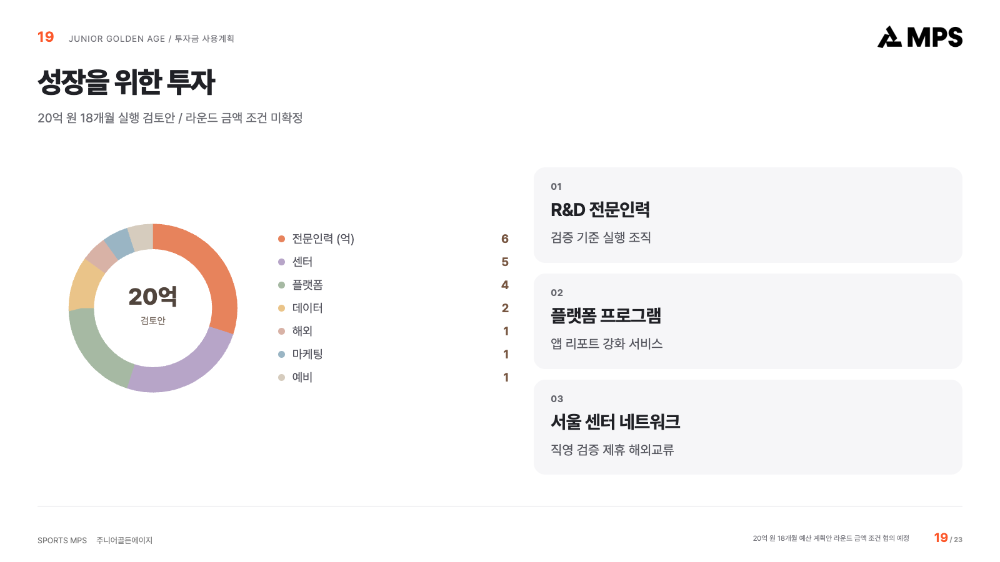 19 JUNIOR GOLDEN AGE / 투자금 사용계획
MPS
성장을 위한 투자
20억 원 18개월 실행 검토안 / 라운드 금액 조건 미확정
20억
검토안
전문인력 (억) 6
센터 5
플랫폼 4
데이터 2
해외 1
마케팅 1
예비 1
01
R&D 전문인력
검증 기준 실행 조직
02
플랫폼 프로그램
앱 리포트 강화 서비스
03
서울 센터 네트워크
직영 검증 제휴 해외교류
SPORTS MPS 주니어골든에이지
20억 원 18개월 예산 계획안 라운드 금액 조건 협의 예정
19 / 23